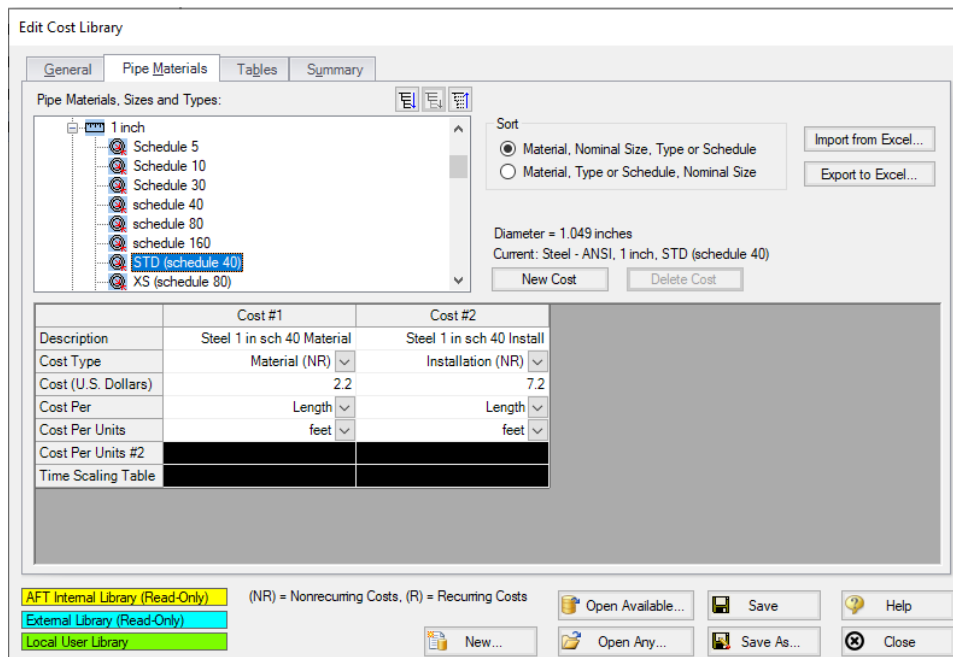 Edit Cost Library
General Pipe Materials Tables Summary
Pipe Materials, Sizes and Types:
1 inch
Schedule 5
Schedule 10
Schedule 30
schedule 40
schedule 80
schedule 160
STD (schedule 40)
XS (schedule 80)
Sort
Material, Nominal Size, Type or Schedule
Material, Type or Schedule, Nominal Size
Import from Excel...
Export to Excel...
Diameter = 1.049 inches
Current: Steel - ANSI, 1 inch, STD (schedule 40)
New Cost Delete Cost
Cost #1 Cost #2
Description Steel 1 in sch 40 Material Steel 1 in sch 40 Install
Cost Type Material (NR) Installation (NR)
Cost (U.S. Dollars) 2.2 7.2
Cost Per Length Length
Cost Per Units feet feet
Cost Per Units #2
Time Scaling Table
AFT Internal Library (Read-Only)
External Library (Read-Only)
Local User Library
(NR) = Nonrecurring Costs, (R) = Recurring Costs
Open Available... Save Help
New... Open Any... Save As... Close